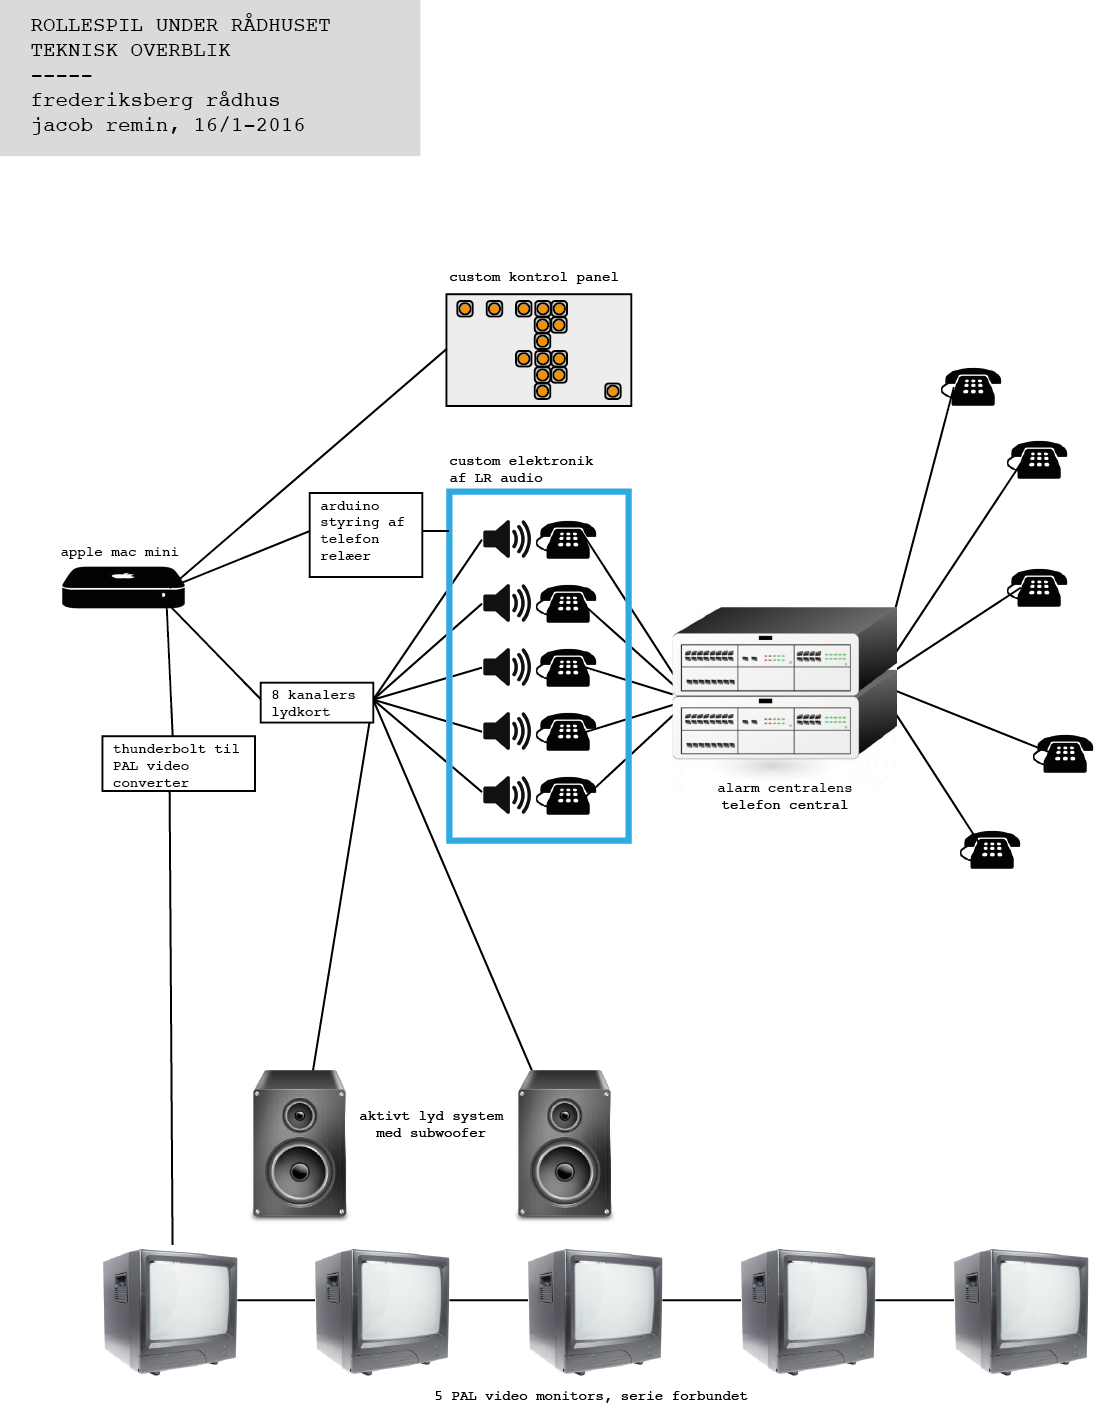 ROLLESPIL UNDER RÅDHUSET
TEKNISK OVERBLIK
-----
frederiksberg rådhus
jacob remin, 16/1-2016
custom kontrol panel
custom elektronik
af LR audio
arduino
styring af
telefon
relæer
apple mac mini
8 kanalers
lydkort
thunderbolt til
PAL video
converter
alarm centralens
telefon central
aktivt lyd system
med subwoofer
5 PAL video monitors, serie forbundet